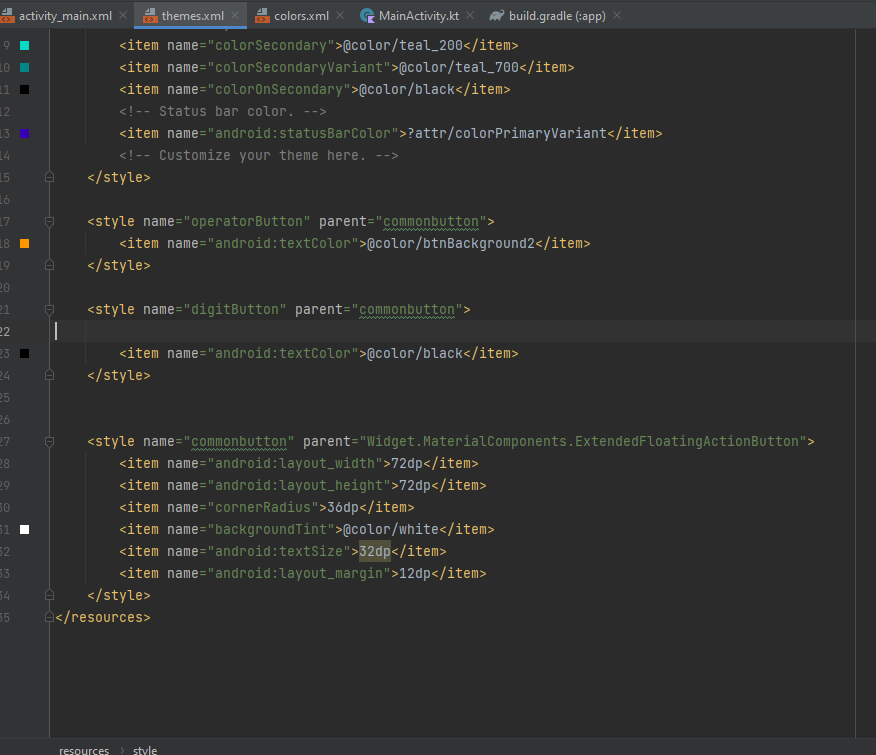 activity_main.xml themes.xml colors.xml MainActivity.kt build.gradle (:app)
9 <item name="colorSecondary">@color/teal_200</item>
10 <item name="colorSecondaryVariant">@color/teal_700</item>
11 <item name="colorOnSecondary">@color/black</item>
12 <!-- Status bar color. -->
13 <item name="android:statusBarColor">?attr/colorPrimaryVariant</item>
14 <!-- Customize your theme here. -->
15 </style>
16
17 <style name="operatorButton" parent="commonbutton">
18 <item name="android:textColor">@color/btnBackground2</item>
19 </style>
20
21 <style name="digitButton" parent="commonbutton">
22
23 <item name="android:textColor">@color/black</item>
24 </style>
25
26
27 <style name="commonbutton" parent="Widget.MaterialComponents.ExtendedFloatingActionButton">
28 <item name="android:layout_width">72dp</item>
29 <item name="android:layout_height">72dp</item>
30 <item name="cornerRadius">36dp</item>
31 <item name="backgroundTint">@color/white</item>
32 <item name="android:textSize">32dp</item>
33 <item name="android:layout_margin">12dp</item>
34 </style>
35 </resources>
resources style